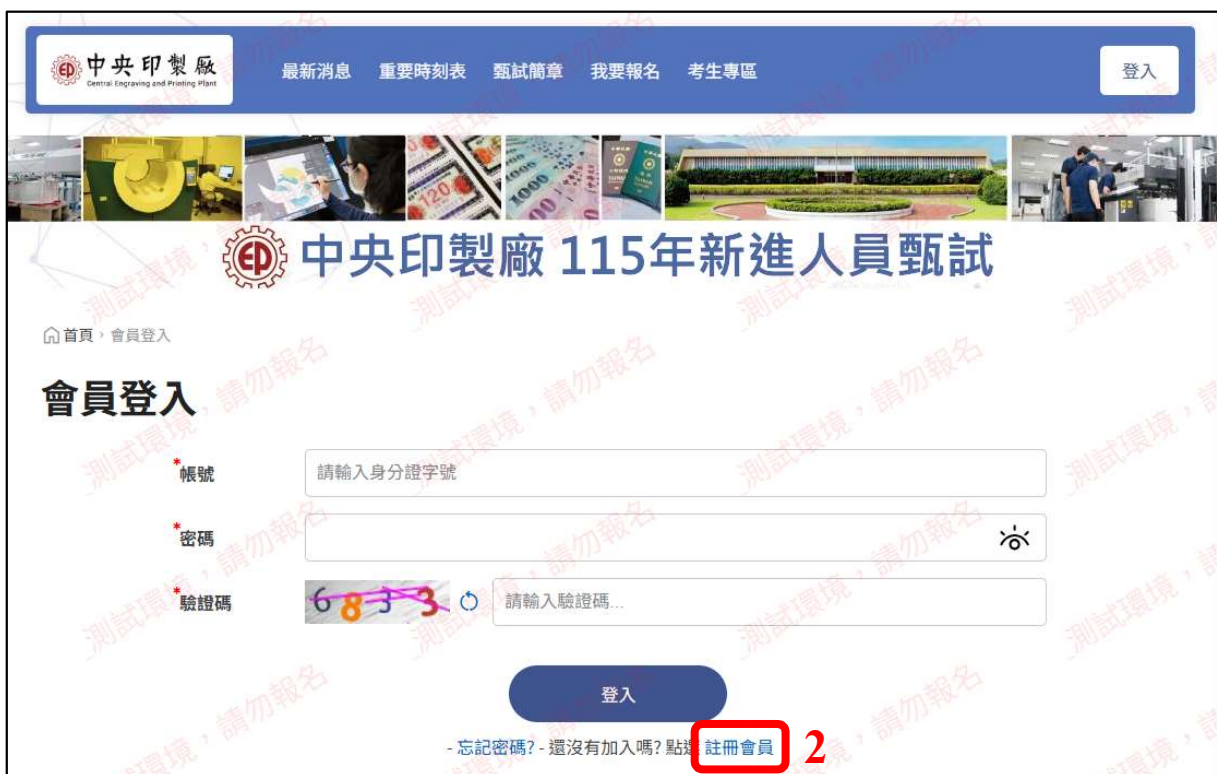 中央印製廠
Central Engraving and Printing Plant
最新消息 重要時刻表 甄試簡章 我要報名 考生專區
登入
中央印製廠 115年新進人員甄試
首頁 › 會員登入
會員登入
*帳號 請輸入身分證字號
*密碼
*驗證碼 6833 請輸入驗證碼...
登入
- 忘記密碼? - 還沒有加入嗎? 點選 註冊會員 2
測試環境,請勿報名